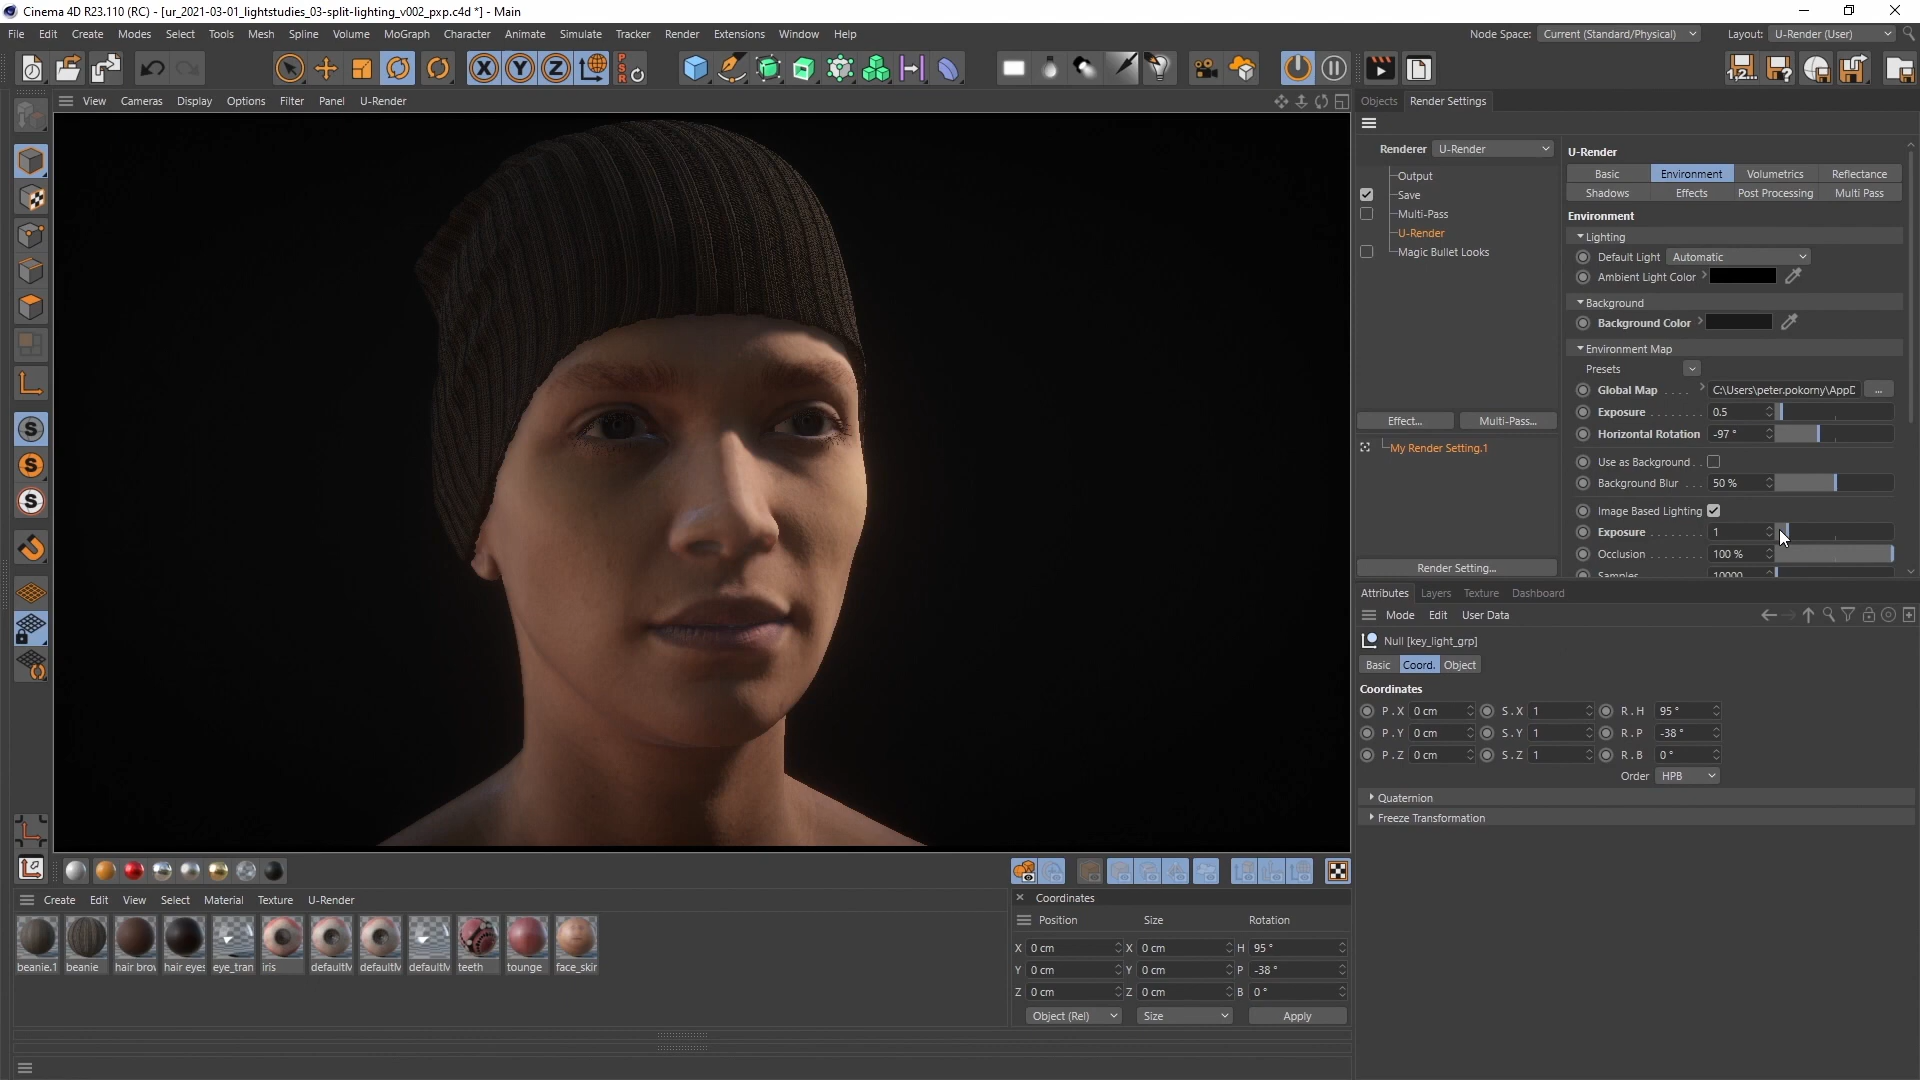 Cinema 4D R23.110 (RC) - [ur_2021-03-01_lightstudies_03-split-lighting_v002_pxp.c4d *] - Main
File Edit Create Modes Select Tools Mesh Spline Volume MoGraph Character Animate Simulate Tracker Render Extensions Window Help Node Space: Current (Standard/Physical) Layout: U-Render (User)
X Y Z PSR 1,2...
View Cameras Display Options Filter Panel U-Render
Objects Render Settings
Renderer U-Render
Output
Save
Multi-Pass
U-Render
Magic Bullet Looks
Effect... Multi-Pass...
My Render Setting.1
Render Setting...
U-Render
Basic Environment Volumetrics Reflectance
Shadows Effects Post Processing Multi Pass
Environment
Lighting
Default Light Automatic
Ambient Light Color
Background
Background Color
Environment Map
Presets
Global Map . . . . C:\Users\peter.pokorny\AppD ...
Exposure . . . . . . . . 0.5
Horizontal Rotation -97 °
Use as Background . .
Background Blur . . . 50 %
Image Based Lighting
Exposure . . . . . . . . 1
Occlusion . . . . . . . . 100 %
Samples 10000
Attributes Layers Texture Dashboard
Mode Edit User Data
Null [key_light_grp]
Basic Coord. Object
Coordinates
P . X 0 cm S . X 1 R . H 95 °
P . Y 0 cm S . Y 1 R . P -38 °
P . Z 0 cm S . Z 1 R . B 0 °
Order HPB
Quaternion
Freeze Transformation
Create Edit View Select Material Texture U-Render
beanie.1 beanie hair brov hair eyes eye_tran iris defaultM defaultM defaultM teeth tounge face_skir
Coordinates
Position Size Rotation
X 0 cm X 0 cm H 95 °
Y 0 cm Y 0 cm P -38 °
Z 0 cm Z 0 cm B 0 °
Object (Rel) Size Apply